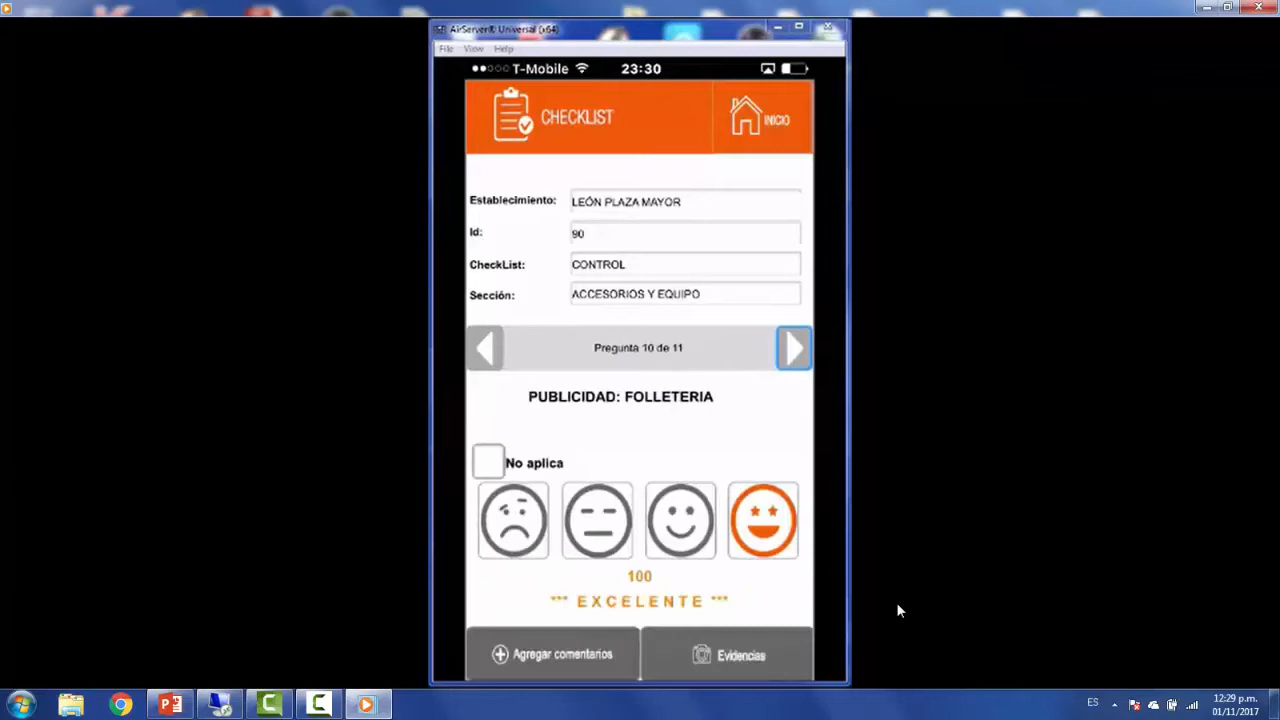 AirServer® Universal (x64)
File View Help
T-Mobile 23:30
CHECKLIST INICIO
Establecimiento: LEÓN PLAZA MAYOR
Id: 90
CheckList: CONTROL
Sección: ACCESORIOS Y EQUIPO
Pregunta 10 de 11
PUBLICIDAD: FOLLETERIA
No aplica
100
*** EXCELENTE ***
Agregar comentarios Evidencias
ES 12:29 p.m.
01/11/2017